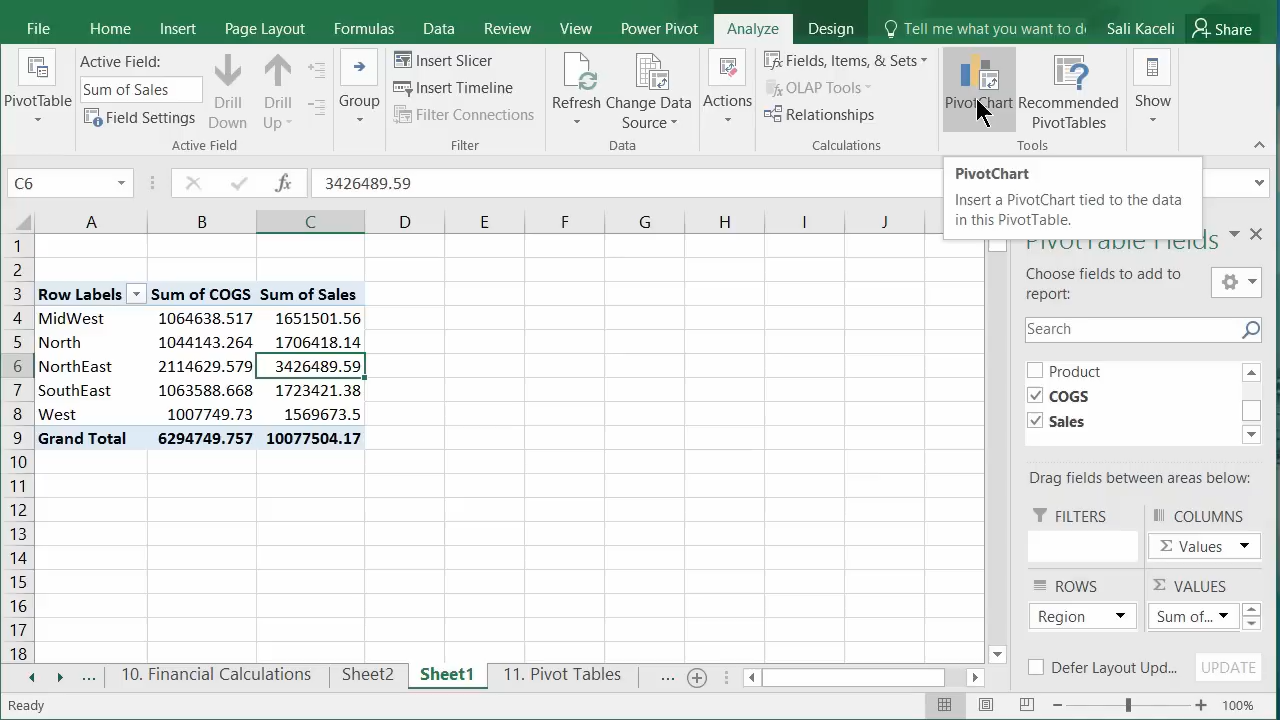 File Home Insert Page Layout Formulas Data Review View Power Pivot Analyze Design Tell me what you want to d Sali Kaceli Share
PivotTable
Active Field:
Sum of Sales
Field Settings
Drill
Down
Drill
Up
Active Field
Group
Insert Slicer
Insert Timeline
Filter Connections
Filter
Refresh
Change Data
Source
Data
Actions
Fields, Items, & Sets
OLAP Tools
Relationships
Calculations
PivotChart
Recommended
PivotTables
Tools
Show
C6 fx 3426489.59
PivotChart
Insert a PivotChart tied to the data
in this PivotTable.
A B C D E F G H I J
1
2
3 Row Labels Sum of COGS Sum of Sales
4 MidWest 1064638.517 1651501.56
5 North 1044143.264 1706418.14
6 NorthEast 2114629.579 3426489.59
7 SouthEast 1063588.668 1723421.38
8 West 1007749.73 1569673.5
9 Grand Total 6294749.757 10077504.17
10
11
12
13
14
15
16
17
18
PivotTable Fields
Choose fields to add to
report:
Search
Product
COGS
Sales
Drag fields between areas below:
FILTERS COLUMNS
Σ Values
ROWS Σ VALUES
Region Sum of...
Defer Layout Upd... UPDATE
... 10. Financial Calculations Sheet2 Sheet1 11. Pivot Tables ...
Ready 100%